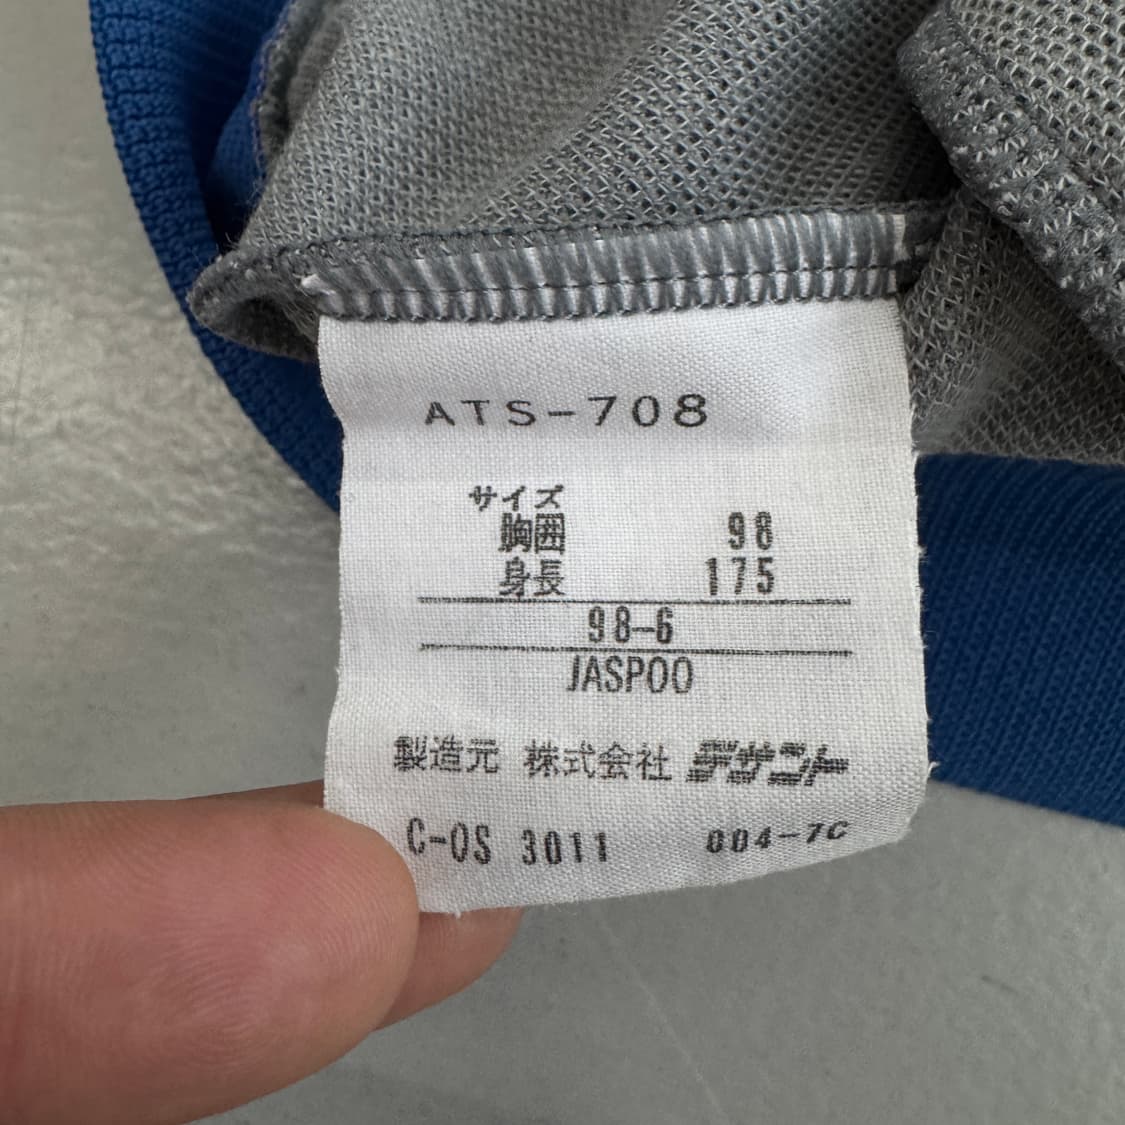 ATS-708
サイズ
胸囲 98
身長 175
98-6
JASPOO
製造元 株式会社 デサント
C-OS 3011 004-7C